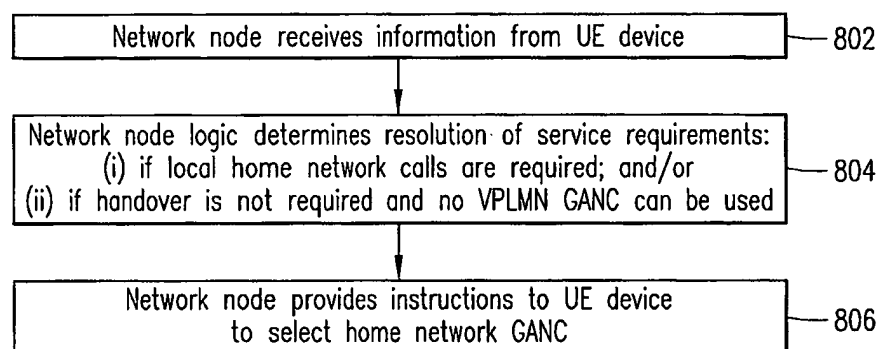 Network node receives information from UE device
802
Network node logic determines resolution of service requirements:
(i) if local home network calls are required; and/or
(ii) if handover is not required and no VPLMN GANC can be used
804
Network node provides instructions to UE device
to select home network GANC
806